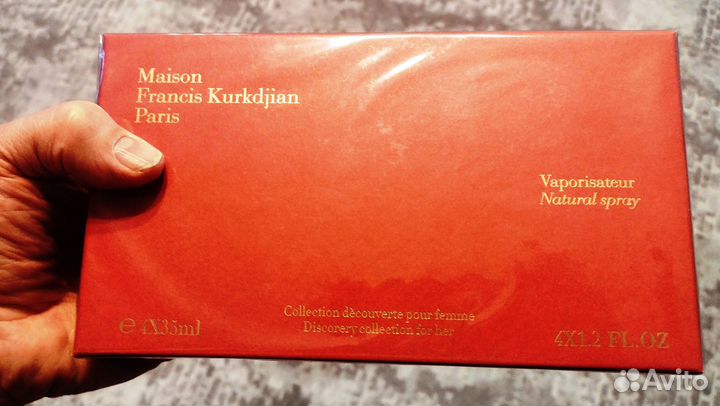 Maison
Francis Kurkdjian
Paris
Vaporisateur
Natural spray
Collection dècouverte pour femme
Discorery collection for her
℮ 4X35ml
4X1.2 FL.OZ
Avito